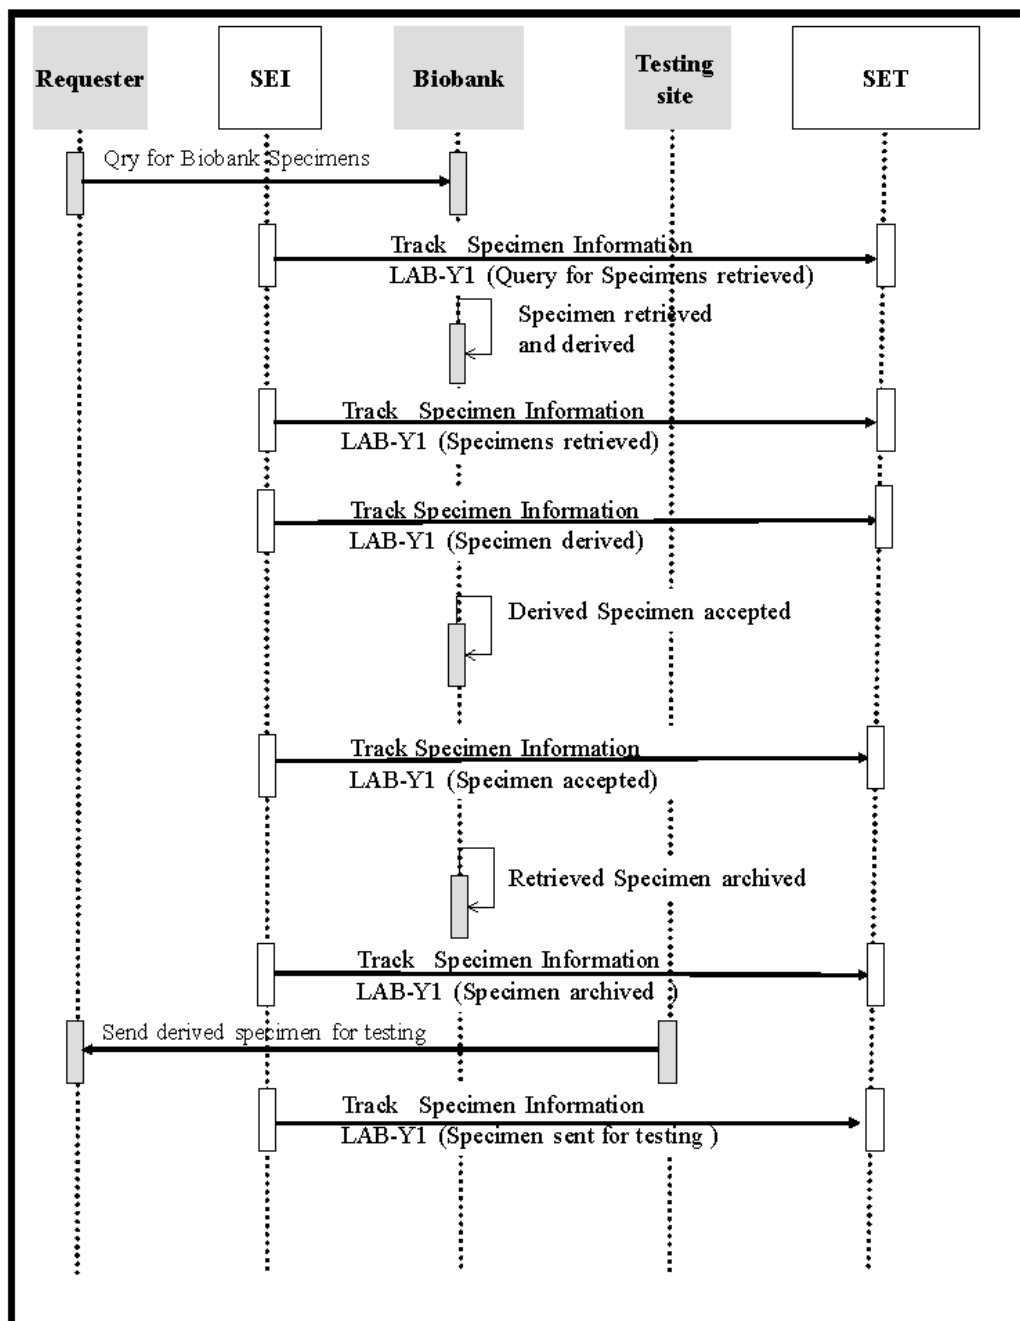 Requester
SEI
Biobank
Testing
site
SET
Qry for Biobank Specimens
Track Specimen Information
LAB-Y1 (Query for Specimens retrieved)
Specimen retrieved
and derived
Track Specimen Information
LAB-Y1 (Specimens retrieved)
Track Specimen Information
LAB-Y1 (Specimen derived)
Derived Specimen accepted
Track Specimen Information
LAB-Y1 (Specimen accepted)
Retrieved Specimen archived
Track Specimen Information
LAB-Y1 (Specimen archived )
Send derived specimen for testing
Track Specimen Information
LAB-Y1 (Specimen sent for testing )